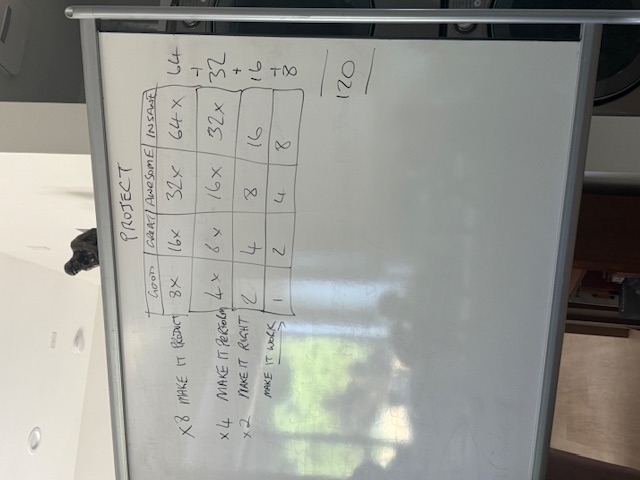 PROJECT
GOOD GREAT AWESOME INSANE
x8 MAKE IT PRODUCT 8x 16x 32x 64x 64
+
x4 MAKE IT PERFORM 4x 8x 16x 32x 32
+
x2 MAKE IT RIGHT 2 4 8 16 16
+
MAKE IT WORK 1 2 4 8 8
120